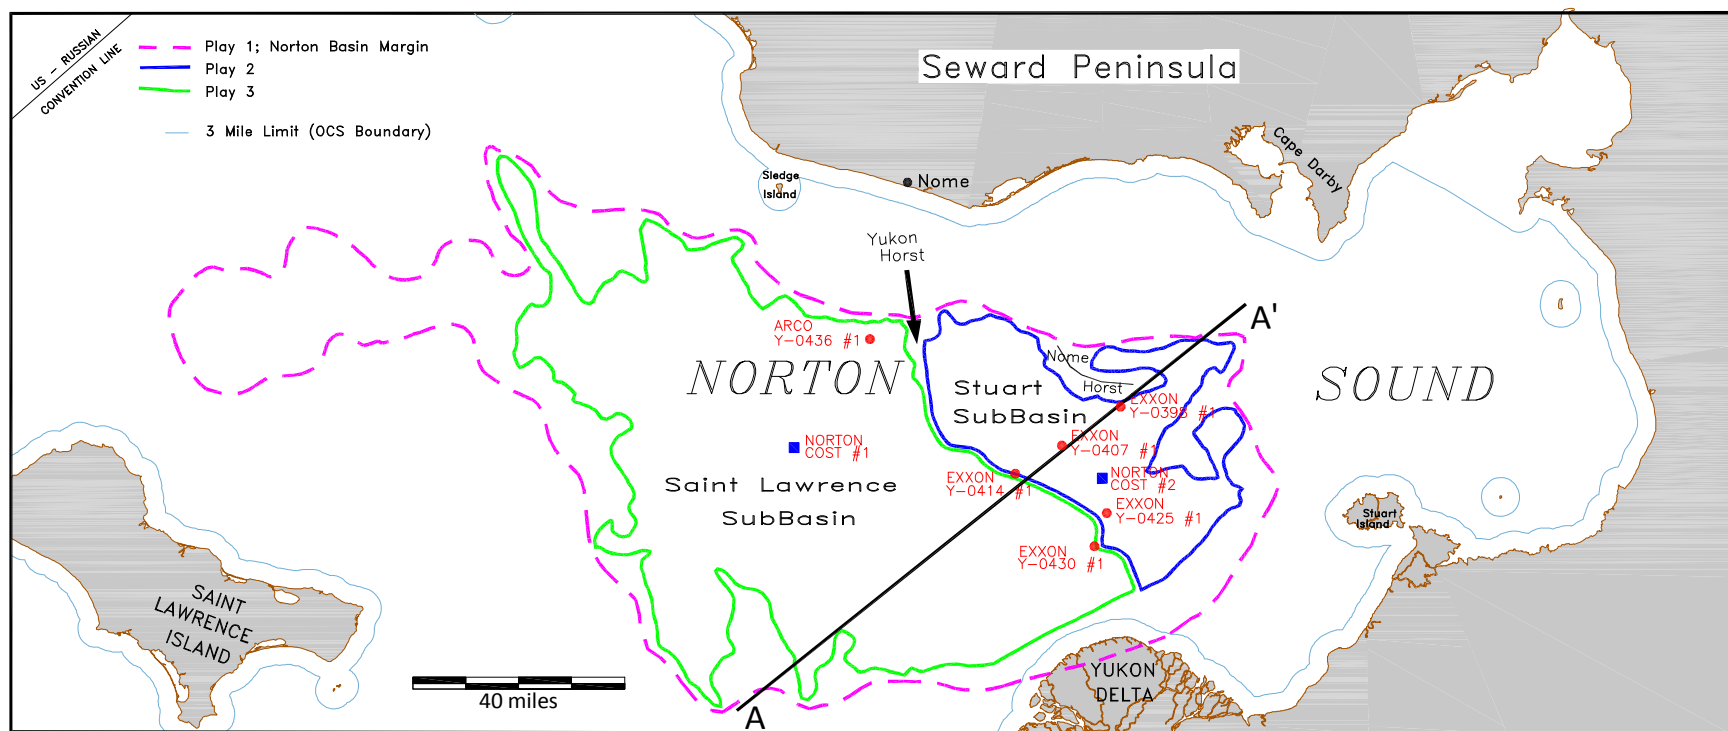 US - RUSSIAN
CONVENTION LINE
Play 1; Norton Basin Margin
Play 2
Play 3
3 Mile Limit (OCS Boundary)
Seward Peninsula
Cape Darby
Sledge
Island
Nome
Yukon
Horst
A'
ARCO
Y-0436 #1
NORTON
SOUND
Nome
Horst
Stuart
SubBasin
EXXON
Y-0398 #1
EXXON
Y-0407 #1
NORTON
COST #1
EXXON
Y-0414 #1
NORTON
COST #2
Saint Lawrence
SubBasin
EXXON
Y-0425 #1
Stuart
Island
EXXON
Y-0430 #1
SAINT
LAWRENCE
ISLAND
40 miles
A
YUKON
DELTA